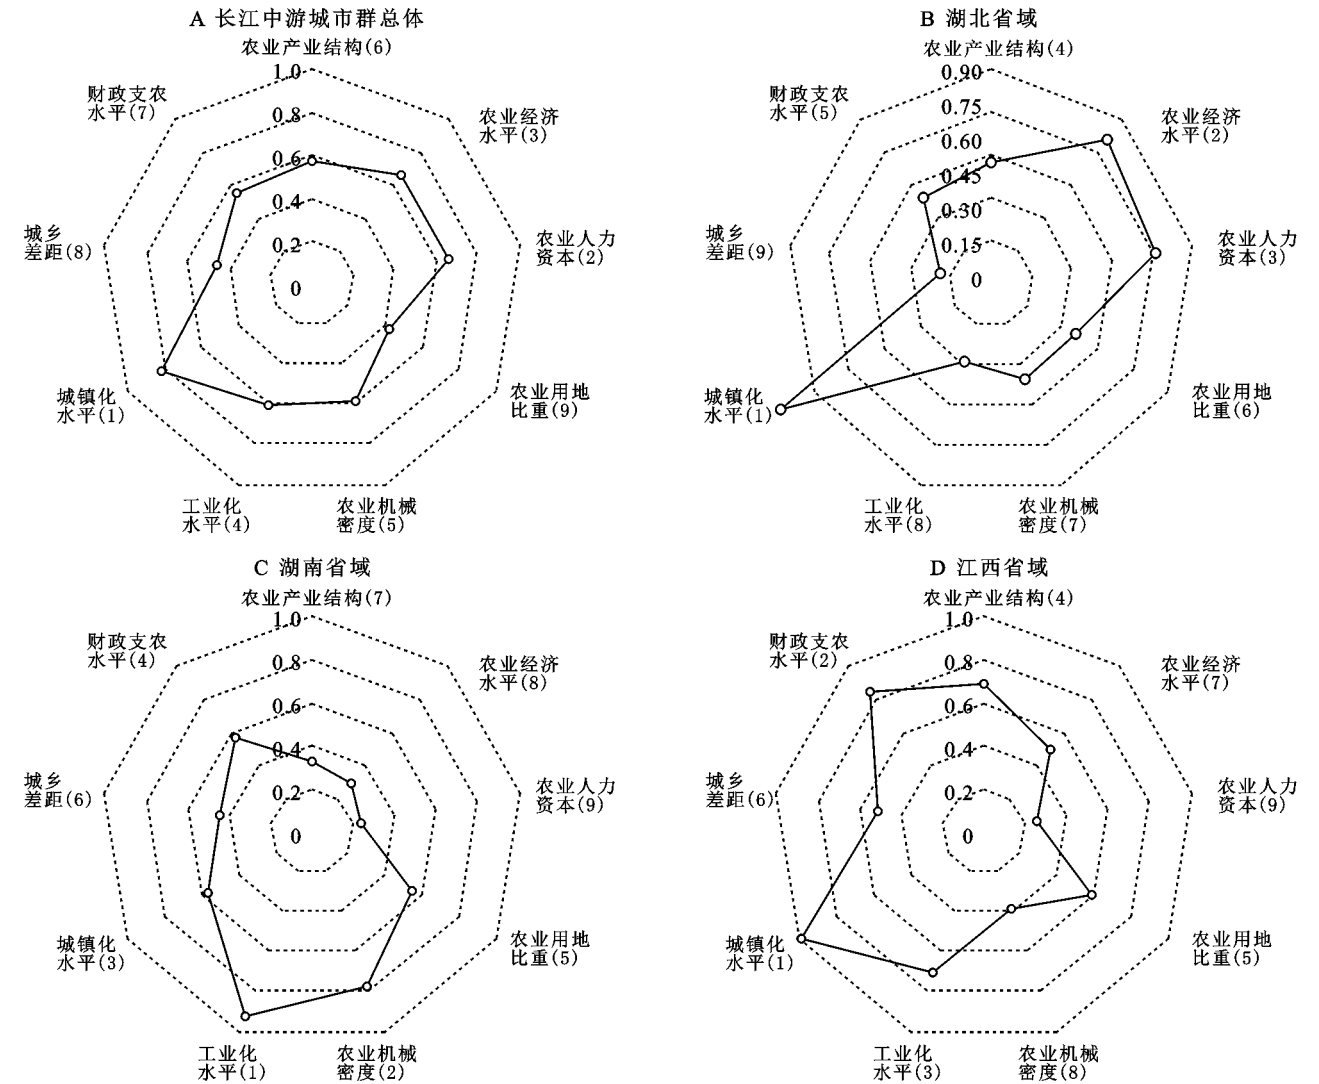 A 长江中游城市群总体
农业产业结构(6)
1.0
0.8
0.6
0.4
0.2
0
农业经济
水平(3)
农业人力
资本(2)
农业用地
比重(9)
农业机械
密度(5)
工业化
水平(4)
城镇化
水平(1)
城乡
差距(8)
财政支农
水平(7)
B 湖北省域
农业产业结构(4)
0.90
0.75
0.60
0.45
0.30
0.15
0
农业经济
水平(2)
农业人力
资本(3)
农业用地
比重(6)
农业机械
密度(7)
工业化
水平(8)
城镇化
水平(1)
城乡
差距(9)
财政支农
水平(5)
C 湖南省域
农业产业结构(7)
1.0
0.8
0.6
0.4
0.2
0
农业经济
水平(8)
农业人力
资本(9)
农业用地
比重(5)
农业机械
密度(2)
工业化
水平(1)
城镇化
水平(3)
城乡
差距(6)
财政支农
水平(4)
D 江西省域
农业产业结构(4)
1.0
0.8
0.6
0.4
0.2
0
农业经济
水平(7)
农业人力
资本(9)
农业用地
比重(5)
农业机械
密度(8)
工业化
水平(3)
城镇化
水平(1)
城乡
差距(6)
财政支农
水平(2)